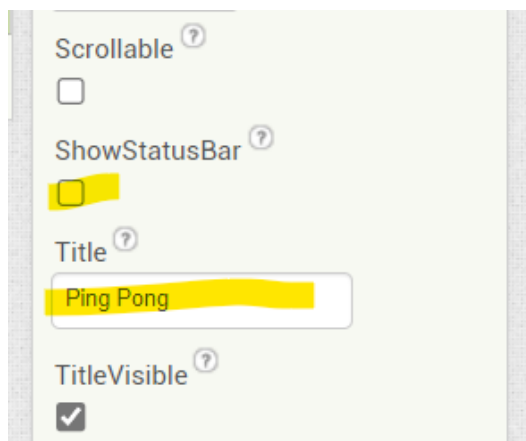 Scrollable ?
ShowStatusBar ?
Title ?
Ping Pong
TitleVisible ?